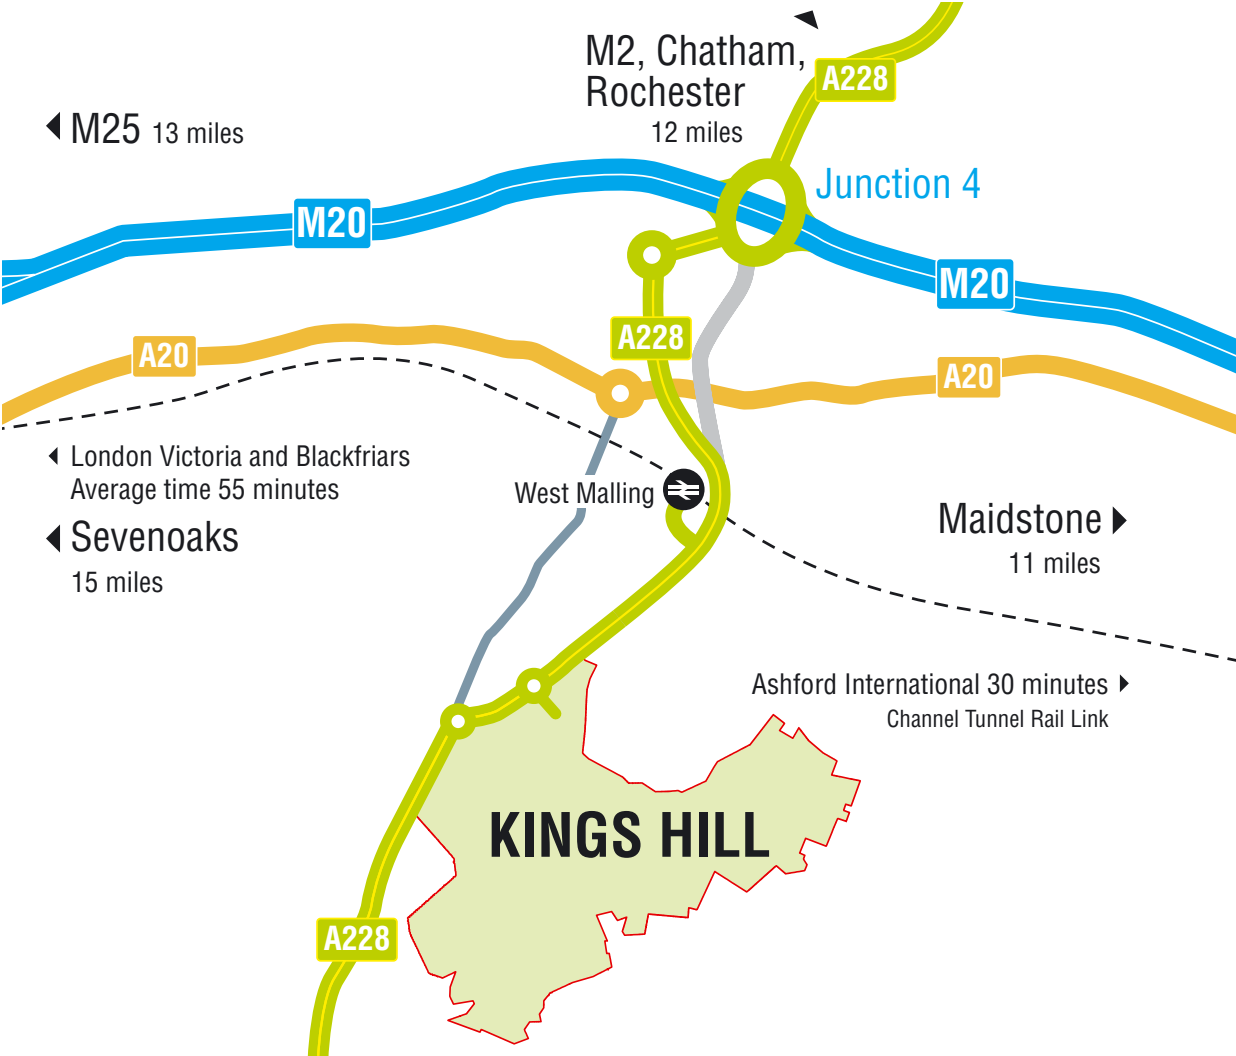 M2, Chatham,
Rochester
12 miles
A228
M25 13 miles
Junction 4
M20
M20
A228
A20
A20
London Victoria and Blackfriars
Average time 55 minutes
West Malling
Sevenoaks
15 miles
Maidstone
11 miles
Ashford International 30 minutes
Channel Tunnel Rail Link
KINGS HILL
A228